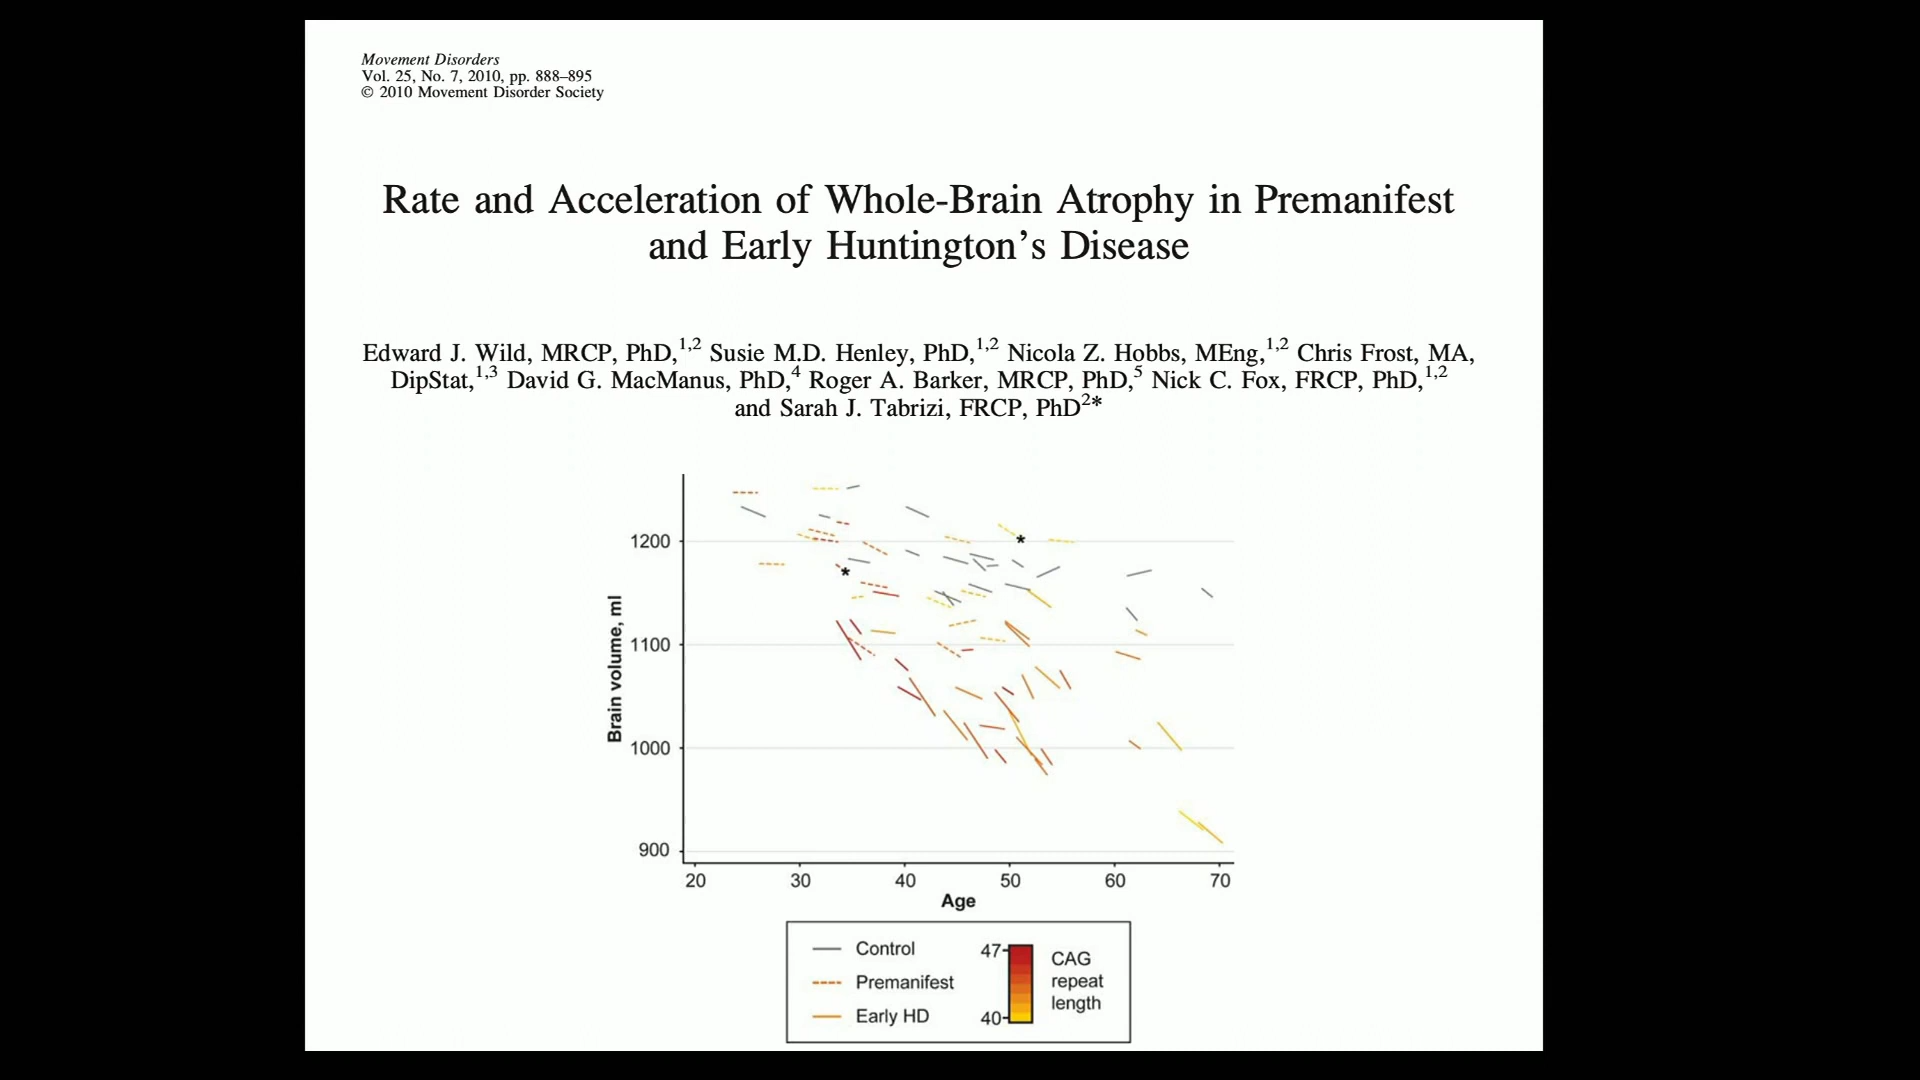 Movement Disorders
Vol. 25, No. 7, 2010, pp. 888–895
© 2010 Movement Disorder Society
Rate and Acceleration of Whole-Brain Atrophy in Premanifest
and Early Huntington’s Disease
Edward J. Wild, MRCP, PhD,1,2 Susie M.D. Henley, PhD,1,2 Nicola Z. Hobbs, MEng,1,2 Chris Frost, MA,
DipStat,1,3 David G. MacManus, PhD,4 Roger A. Barker, MRCP, PhD,5 Nick C. Fox, FRCP, PhD,1,2
and Sarah J. Tabrizi, FRCP, PhD2*
Brain volume, ml
1200
1100
1000
900
*
*
20 30 40 50 60 70
Age
Control
Premanifest
Early HD
47
40
CAG
repeat
length